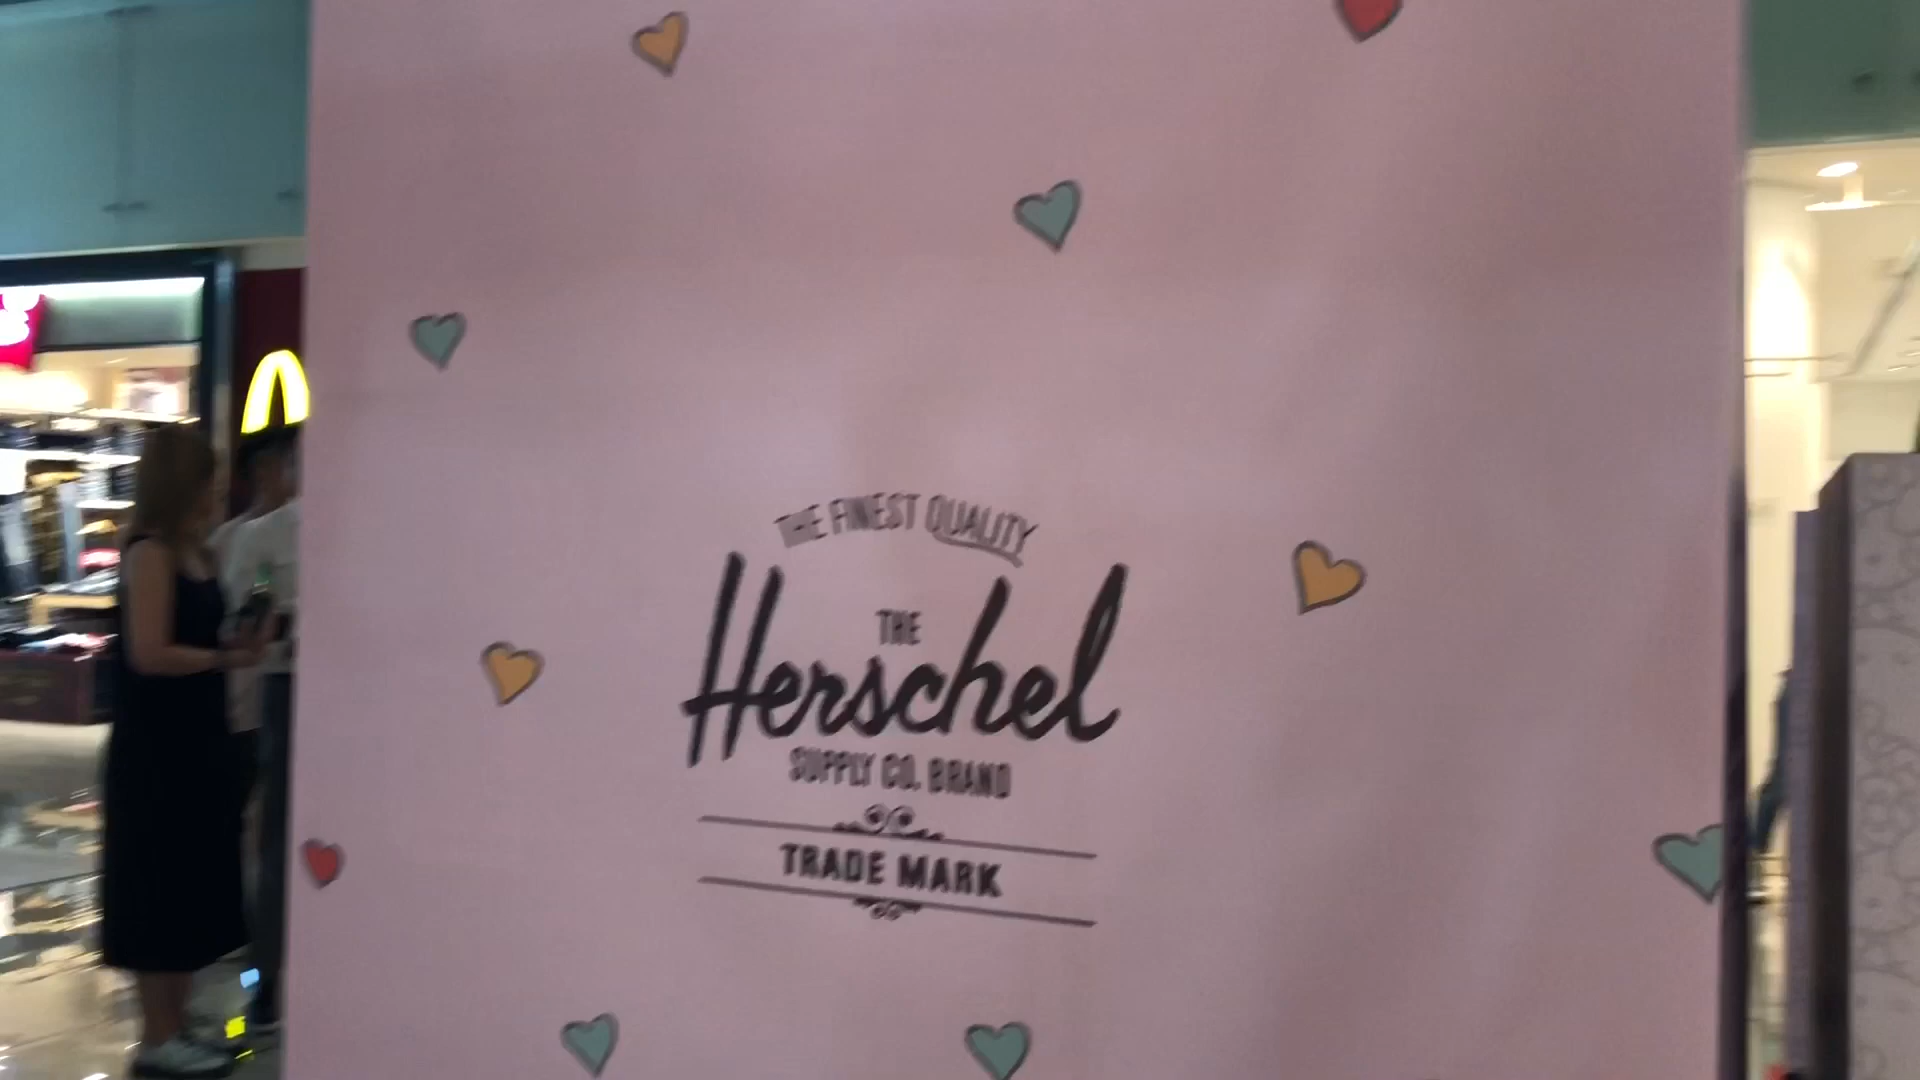 THE FINEST QUALITY
THE
Herschel
SUPPLY CO. BRAND
TRADE MARK